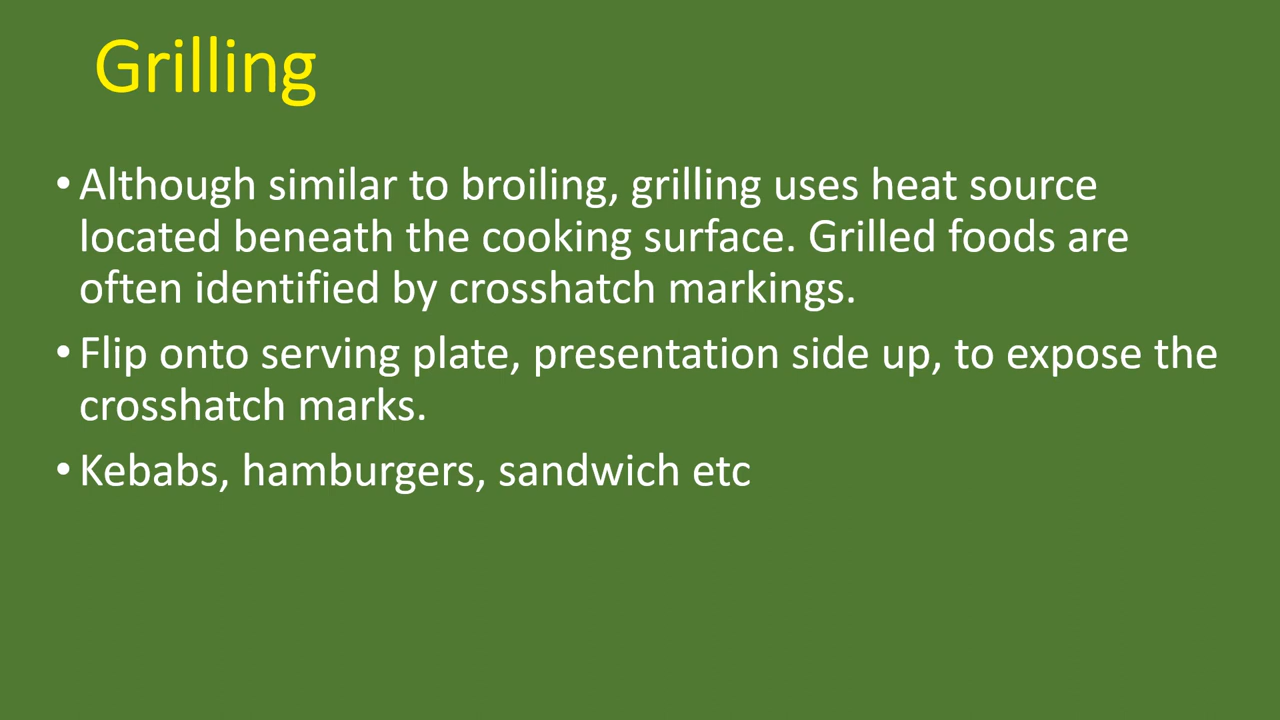 Grilling
• Although similar to broiling, grilling uses heat source
located beneath the cooking surface. Grilled foods are
often identified by crosshatch markings.
• Flip onto serving plate, presentation side up, to expose the
crosshatch marks.
• Kebabs, hamburgers, sandwich etc